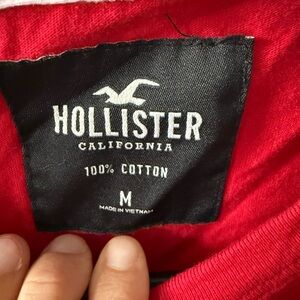 HOLLISTER
CALIFORNIA
100% COTTON
M
MADE IN VIETNAM